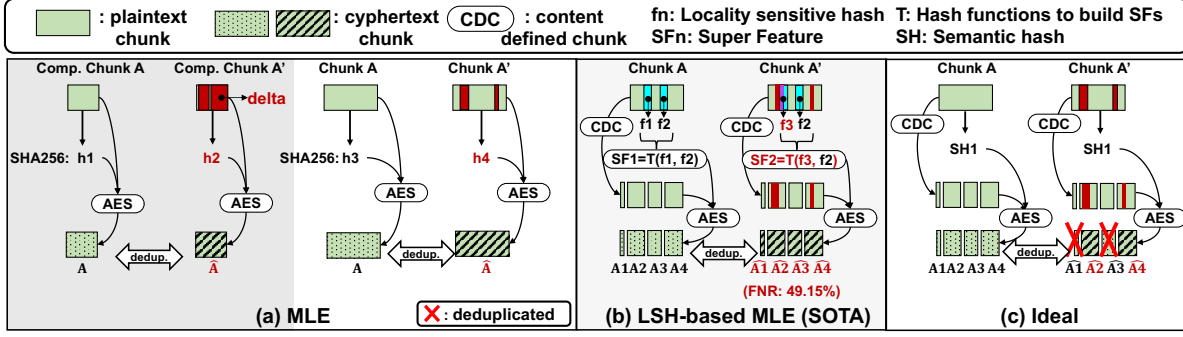 : plaintext
chunk
: cyphertext
chunk
CDC
: content
defined chunk
fn: Locality sensitive hash
SFn: Super Feature
T: Hash functions to build SFs
SH: Semantic hash
Comp. Chunk A
Comp. Chunk A'
delta
SHA256: h1
h2
AES
AES
dedup.
A
Â
Chunk A
Chunk A'
SHA256: h3
h4
AES
AES
dedup.
A
Â
(a) MLE
: deduplicated
Chunk A
Chunk A'
CDC
f1 f2
CDC
f3 f2
SF1=T(f1, f2)
SF2=T(f3, f2)
AES
AES
dedup.
A1A2 A3 A4
Â1 Â2 Â3 Â4
(FNR: 49.15%)
(b) LSH-based MLE (SOTA)
Chunk A
Chunk A'
CDC
SH1
CDC
SH1
AES
AES
dedup.
A1A2 A3 A4
Â1 Â2 Â3 Â4
(c) Ideal